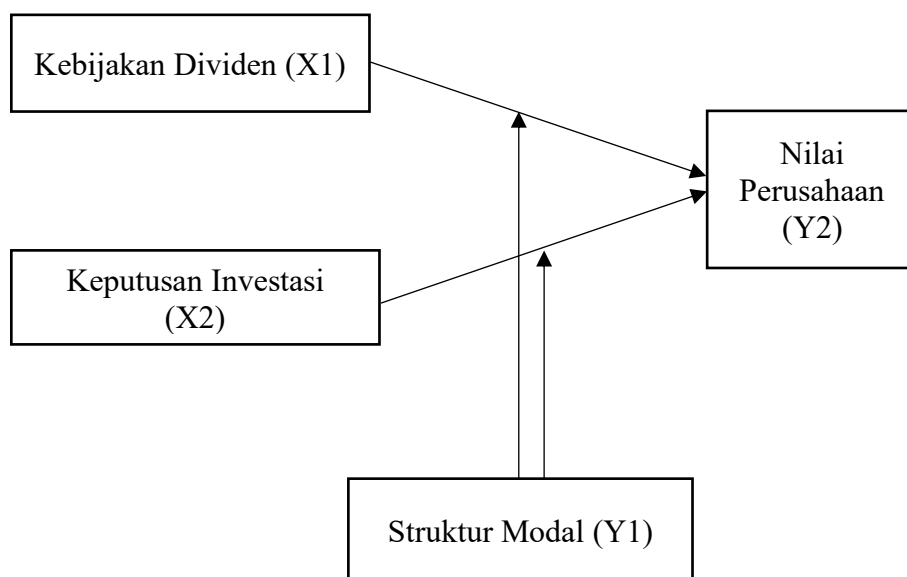 Kebijakan Dividen (X1)
Nilai
Perusahaan
(Y2)
Keputusan Investasi
(X2)
Struktur Modal (Y1)